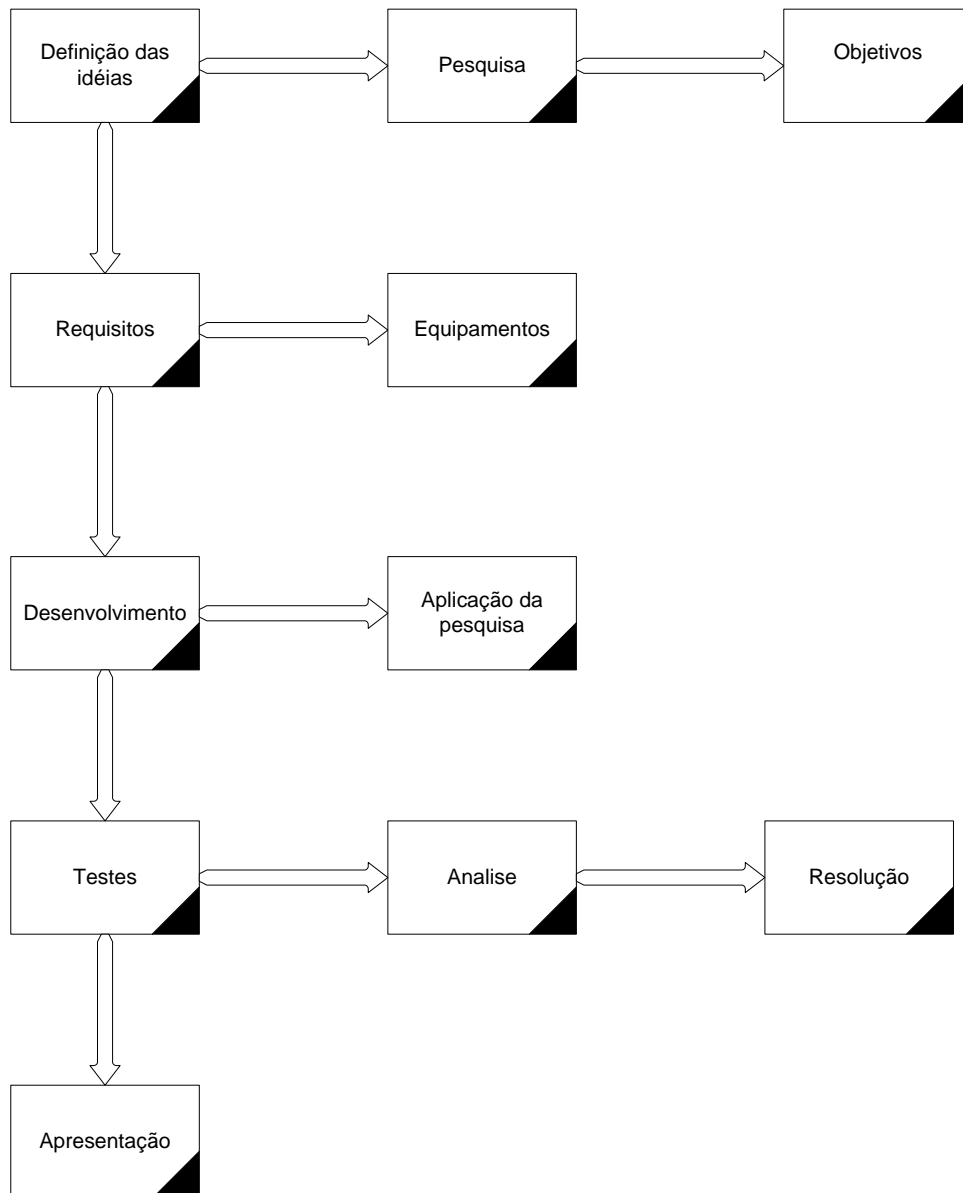 Definição das
idéias
Pesquisa
Objetivos
Requisitos
Equipamentos
Desenvolvimento
Aplicação da
pesquisa
Testes
Analise
Resolução
Apresentação